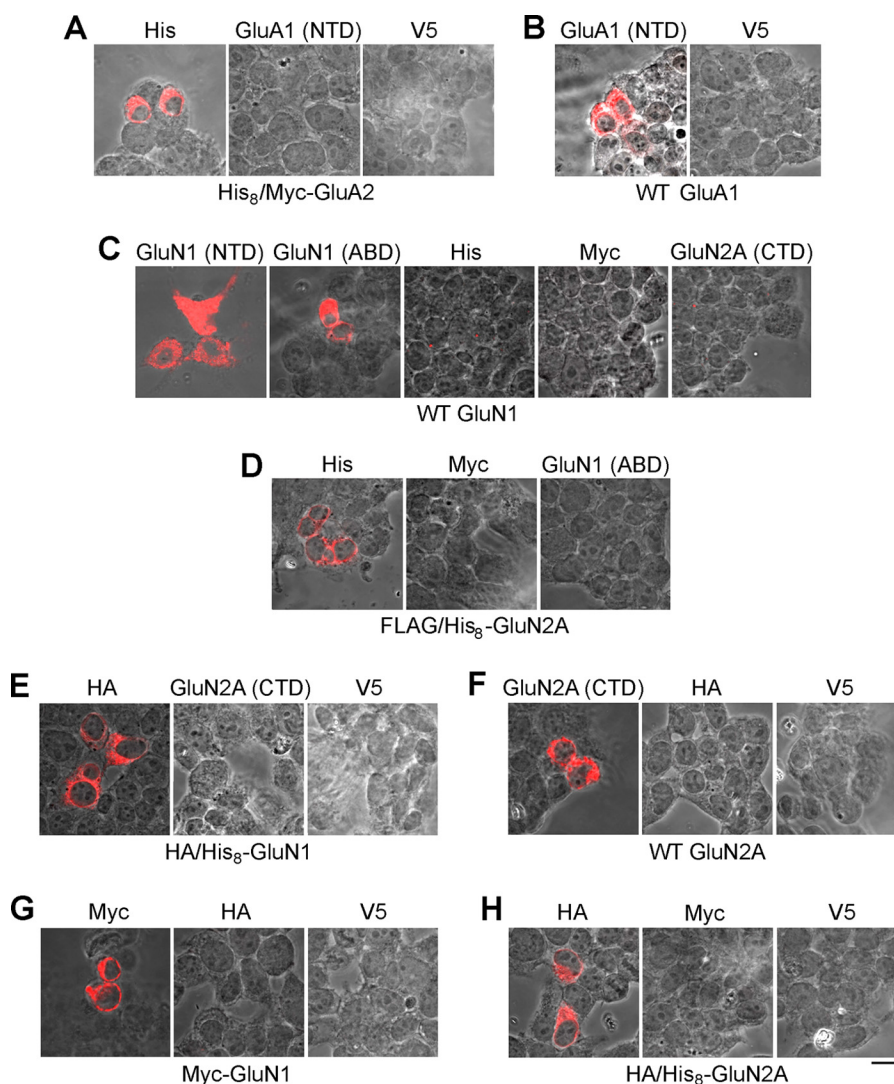 A B
His GluA1 (NTD) V5 GluA1 (NTD) V5
His₈/Myc-GluA2 WT GluA1
C
GluN1 (NTD) GluN1 (ABD) His Myc GluN2A (CTD)
WT GluN1
D
His Myc GluN1 (ABD)
FLAG/His₈-GluN2A
E F
HA GluN2A (CTD) V5 GluN2A (CTD) HA V5
HA/His₈-GluN1 WT GluN2A
G H
Myc HA V5 HA Myc V5
Myc-GluN1 HA/His₈-GluN2A